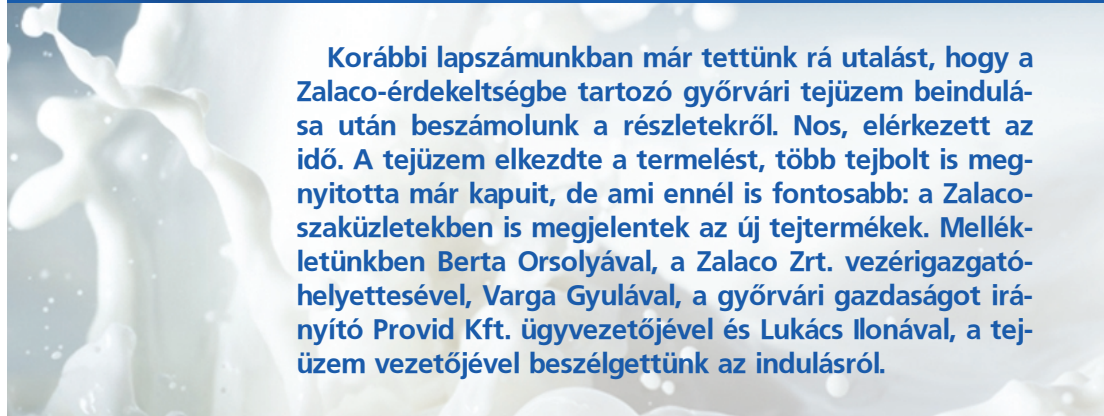 Korábbi lapszámunkban már tettünk rá utalást, hogy a
Zalaco-érdekeltségbe tartozó győrvári tejüzem beindulá-
sa után beszámolunk a részletekről. Nos, elérkezett az
idő. A tejüzem elkezdte a termelést, több tejbolt is meg-
nyitotta már kapuit, de ami ennél is fontosabb: a Zalaco-
szaküzletekben is megjelentek az új tejtermékek. Mellék-
letünkben Berta Orsolyával, a Zalaco Zrt. vezérigazgató-
helyettesével, Varga Gyulával, a győrvári gazdaságot irá-
nyító Provid Kft. ügyvezetőjével és Lukács Ilonával, a tej-
üzem vezetőjével beszélgettünk az indulásról.